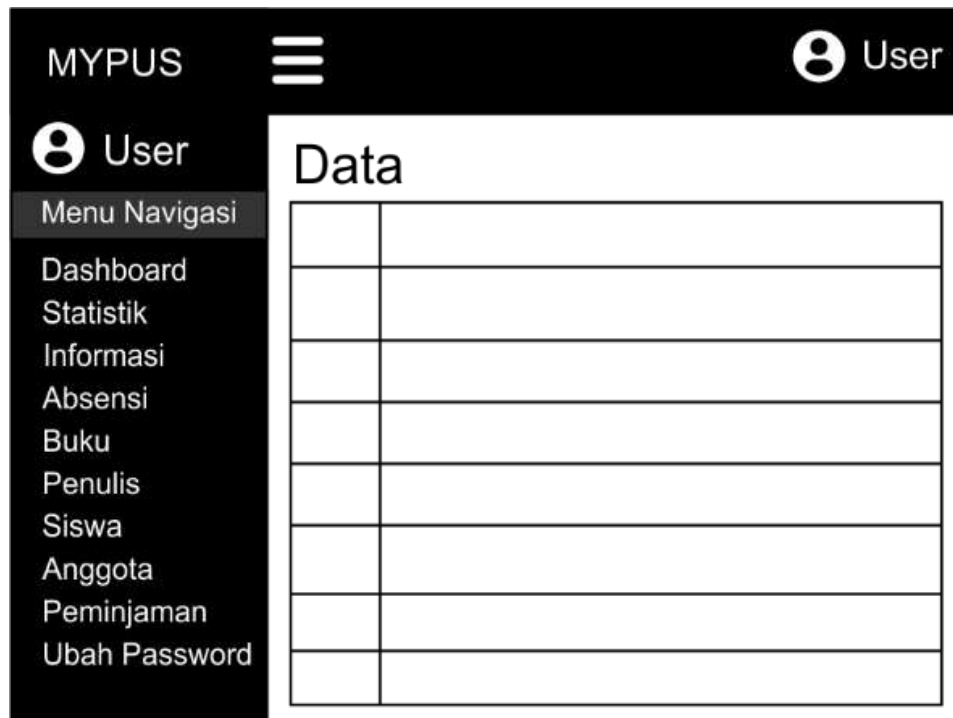 MYPUS
User
User
Menu Navigasi
Dashboard
Statistik
Informasi
Absensi
Buku
Penulis
Siswa
Anggota
Peminjaman
Ubah Password
Data